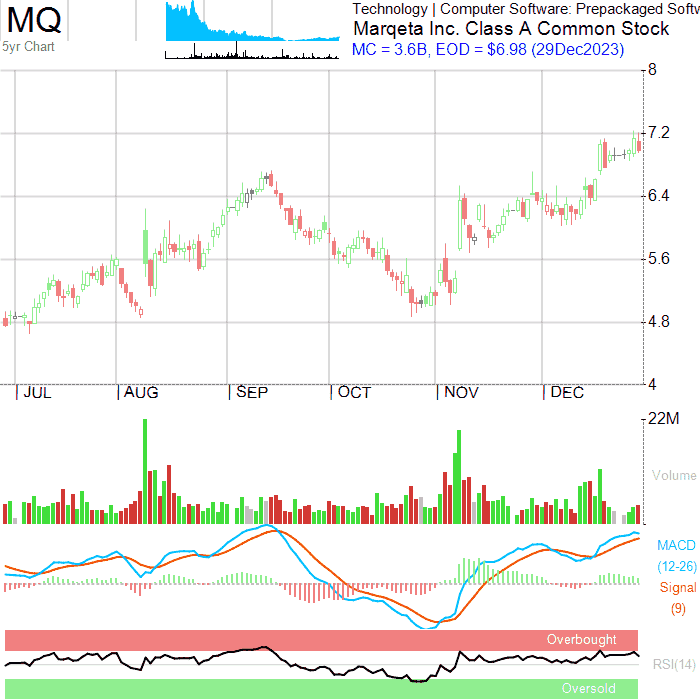 MQ
5yr Chart
Technology | Computer Software: Prepackaged Softw
Marqeta Inc. Class A Common Stock
MC = 3.6B, EOD = $6.98 (29Dec2023)
8
7.2
6.4
5.6
4.8
4
JUL AUG SEP OCT NOV DEC
22M
Volume
MACD
(12-26)
Signal
(9)
Overbought
RSI(14)
Oversold